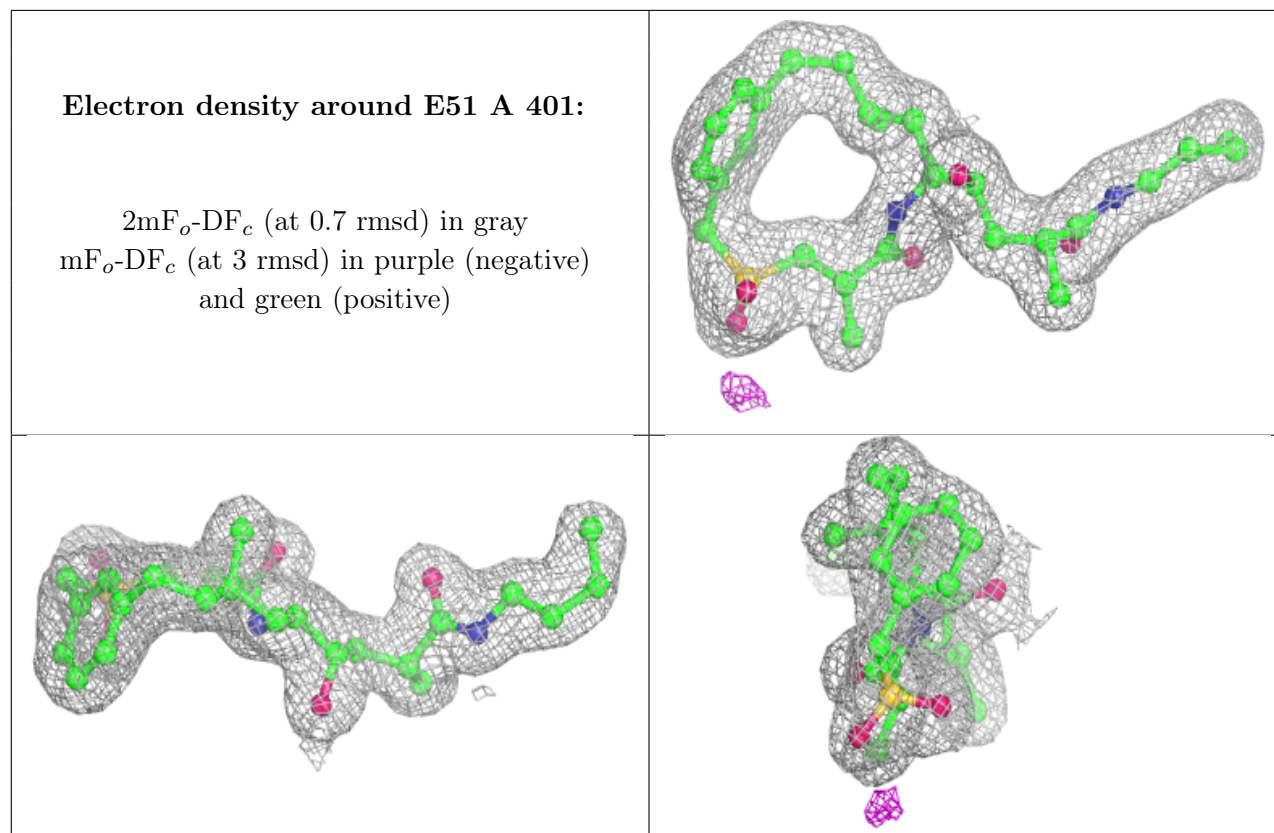 Electron density around E51 A 401:
2mFo-DFc (at 0.7 rmsd) in gray
mFo-DFc (at 3 rmsd) in purple (negative)
and green (positive)